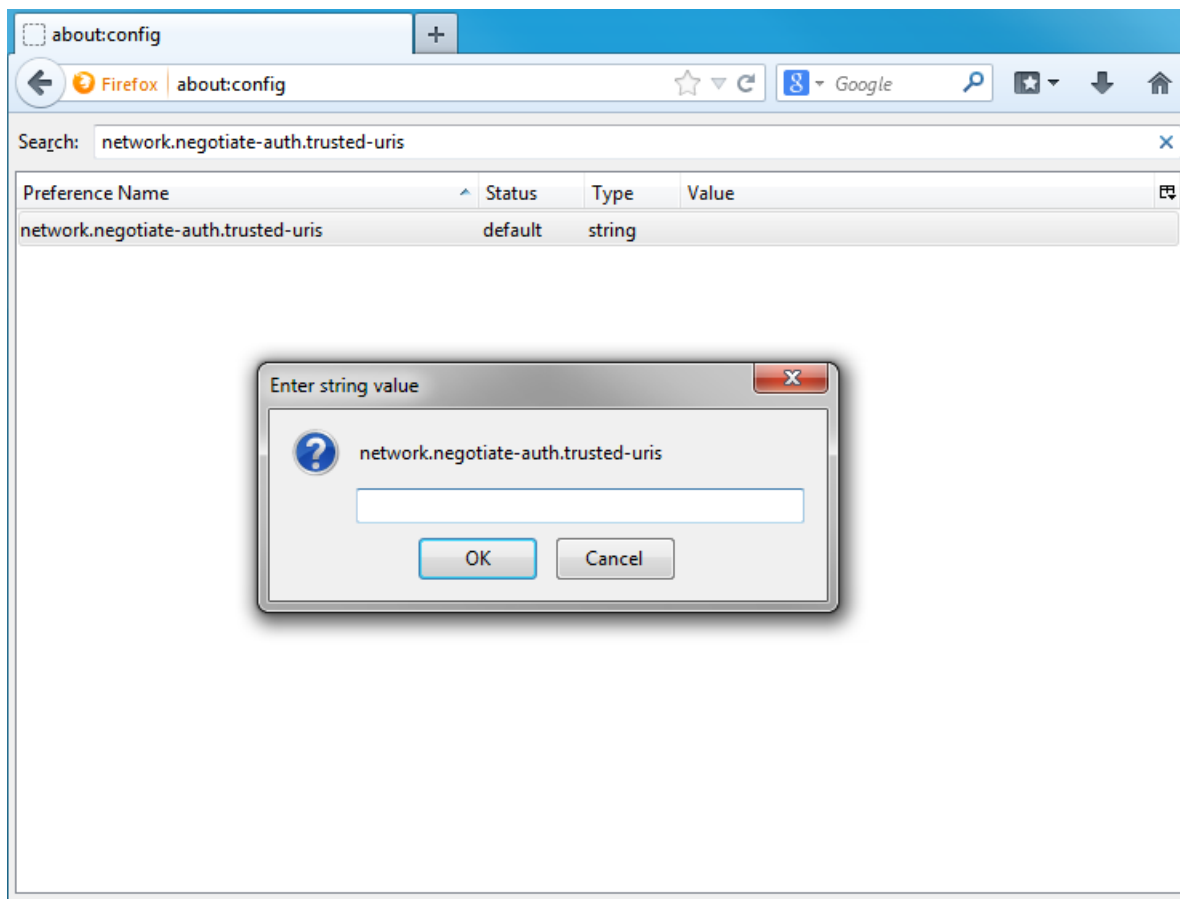 about:config +
Firefox about:config 8 Google
Search: network.negotiate-auth.trusted-uris
Preference Name Status Type Value
network.negotiate-auth.trusted-uris default string
Enter string value
network.negotiate-auth.trusted-uris
OK Cancel